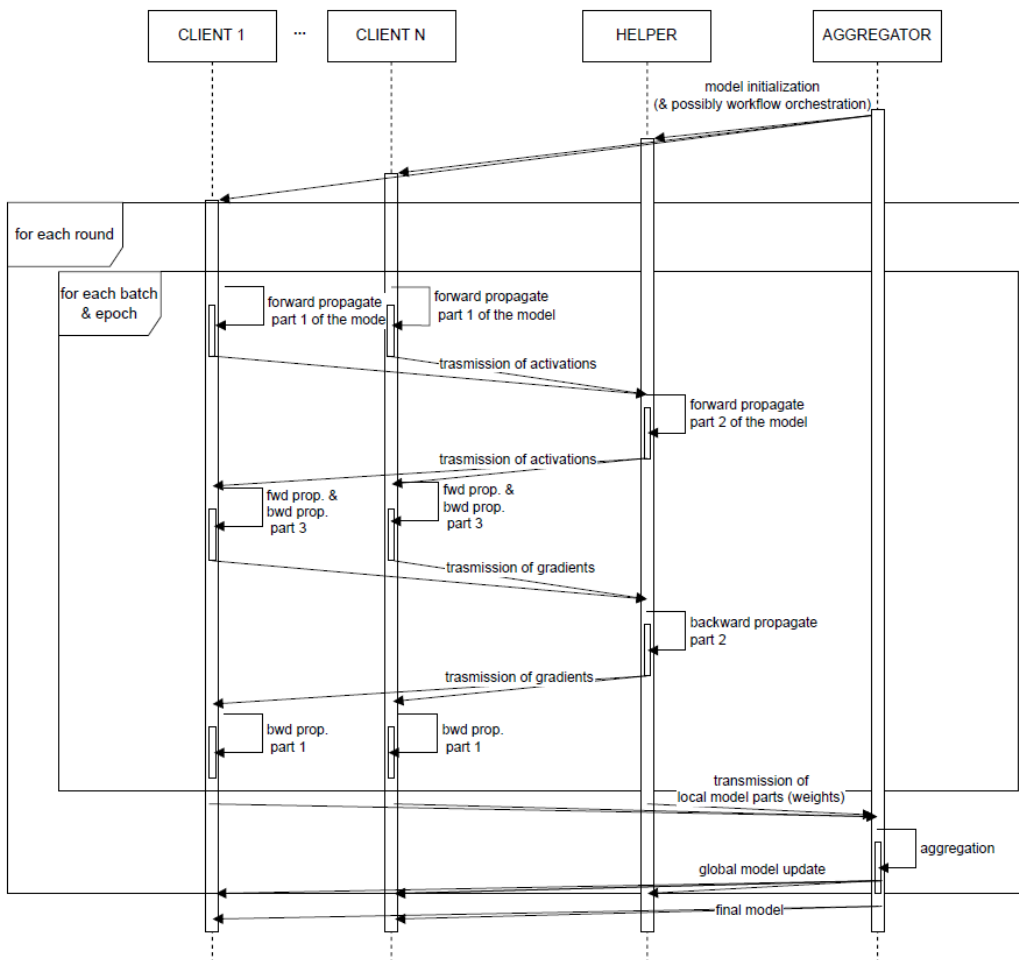 CLIENT 1
...
CLIENT N
HELPER
AGGREGATOR
model initialization
(& possibly workflow orchestration)
for each round
for each batch
& epoch
forward propagate
part 1 of the mode
forward propagate
part 1 of the model
trasmission of activations
forward propagate
part 2 of the model
trasmission of activations
fwd prop. &
bwd prop.
part 3
fwd prop. &
bwd prop.
part 3
trasmission of gradients
backward propagate
part 2
trasmission of gradients
bwd prop.
part 1
bwd prop.
part 1
transmission of
local model parts (weights)
aggregation
global model update
final model